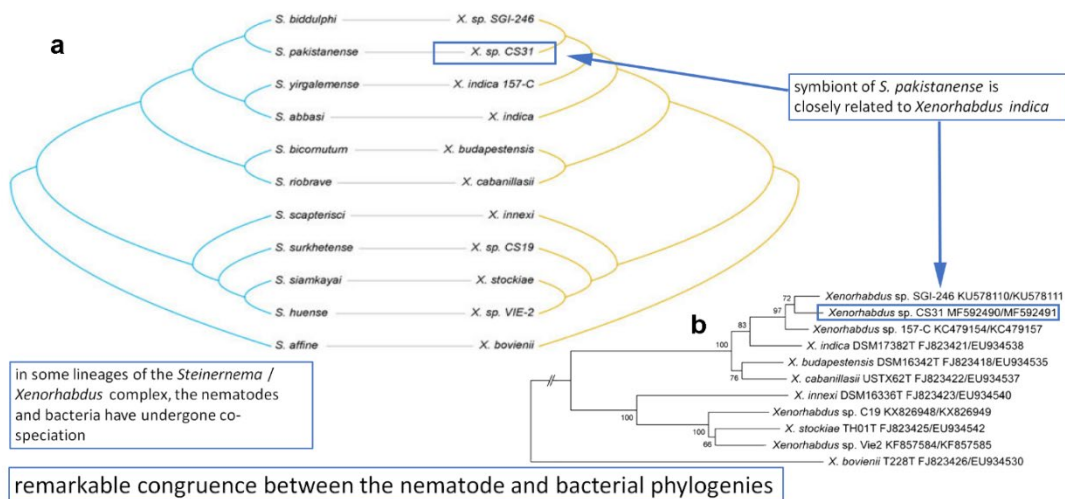 a
S. biddulphi X. sp. SGI-246
S. pakistanense X. sp. CS31
S. yirgalemense X. indica 157-C
S. abbasi X. indica
S. bicornutum X. budapestensis
S. riobrave X. cabanillasii
S. scapterisci X. innexi
S. surkhetense X. sp. CS19
S. siamkayai X. stockiae
S. huense X. sp. VIE-2
S. affine X. bovienii
symbiont of S. pakistanense is
closely related to Xenorhabdus indica
b
Xenorhabdus sp. SGI-246 KU578110/KU578111
Xenorhabdus sp. CS31 MF592490/MF592491
Xenorhabdus sp. 157-C KC479154/KC479157
X. indica DSM17382T FJ823421/EU934538
X. budapestensis DSM16342T FJ823418/EU934535
X. cabanillasii USTX62T FJ823422/EU934537
X. innexi DSM16336T FJ823423/EU934540
Xenorhabdus sp. C19 KX826948/KX826949
X. stockiae TH01T FJ823425/EU934542
Xenorhabdus sp. Vie2 KF857584/KF857585
X. bovienii T228T FJ823426/EU934530
72
97
83
100
76
100
100
66
in some lineages of the Steinernema /
Xenorhabdus complex, the nematodes
and bacteria have undergone co-
speciation
remarkable congruence between the nematode and bacterial phylogenies